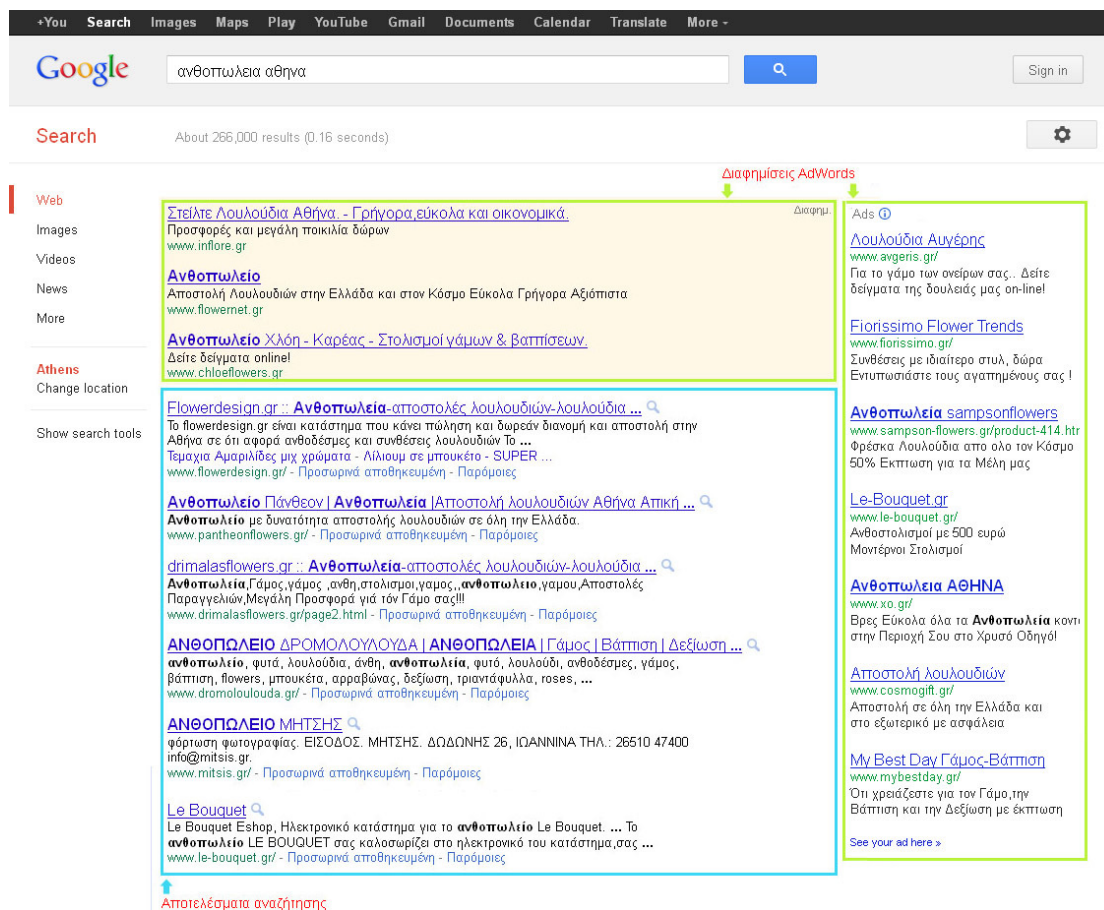 +You Search Images Maps Play YouTube Gmail Documents Calendar Translate More
Google
ανθοπωλεια αθηνα
Sign in
Search
About 266,000 results (0.16 seconds)
Διαφημίσεις AdWords
Web
Images
Videos
News
More
Athens
Change location
Show search tools
Στείλτε Λουλούδια Αθήνα. - Γρήγορα,εύκολα και οικονομικά.
Διαφημ.
Προσφορές και μεγάλη ποικιλία δώρων
www.inflore.gr
Ανθοπωλείο
Αποστολή Λουλουδιών στην Ελλάδα και στον Κόσμο Εύκολα Γρήγορα Αξιόπιστα
www.flowernet.gr
Ανθοπωλείο Χλόη - Καρέας - Στολισμοί γάμων & βαπτίσεων.
Δείτε δείγματα online!
www.chloeflowers.gr
Flowerdesign.gr :: Ανθοπωλεία-αποστολές λουλουδιών-λουλούδια ...
Το flowerdesign.gr είναι κατάστημα που κάνει πώληση και δωρεάν διανομή και αποστολή στην
Αθήνα σε ότι αφορά ανθοδέσμες και συνθέσεις λουλουδιών Το ...
Τεμαχια Αμαριλίδες μιχ χρώματα - Λίλιουμ σε μπουκέτο - SUPER ...
www.flowerdesign.gr/ - Προσωρινά αποθηκευμένη - Παρόμοιες
Ανθοπωλείο Πάνθεον | Ανθοπωλεία |Αποστολή λουλουδιών Αθήνα Απική ...
Ανθοπωλείο με δυνατότητα αποστολής λουλουδιών σε όλη την Ελλάδα.
www.pantheonflowers.gr/ - Προσωρινά αποθηκευμένη - Παρόμοιες
drimalasflowers.gr :: Ανθοπωλεία-αποστολές λουλουδιών-λουλούδια ...
Ανθοπωλεία,Γάμος,γάμος ,ανθη,στολισμοι,γαμος,,ανθοπωλειο,γαμου,Αποστολές
Παραγγελιών,Μεγάλη Προσφορά γιά τόν Γάμο σας!!!
www.drimalasflowers.gr/page2.html - Προσωρινά αποθηκευμένη - Παρόμοιες
ΑΝΘΟΠΩΛΕΙΟ ΔΡΟΜΟΛΟΥΛΟΥΔΑ | ΑΝΘΟΠΩΛΕΙΑ | Γάμος | Βάπτιση | Δεξίωση ...
ανθοπωλείο, φυτά, λουλούδια, άνθη, ανθοπωλεία, φυτό, λουλούδι, ανθοδέσμες, γάμος,
βάπτιση, flowers, μπουκέτα, αρραβώνας, δεξίωση, τριαντάφυλλα, roses, ...
www.dromoloulouda.gr/ - Προσωρινά αποθηκευμένη - Παρόμοιες
ΑΝΘΟΠΩΛΕΙΟ ΜΗΤΣΗΣ
φόρτωση φωτογραφίας. ΕΙΣΟΔΟΣ. ΜΗΤΣΗΣ. ΔΩΔΩΝΗΣ 26, ΙΩΑΝΝΙΝΑ ΤΗΛ.: 26510 47400
info@mitsis.gr.
www.mitsis.gr/ - Προσωρινά αποθηκευμένη - Παρόμοιες
Le Bouquet
Le Bouquet Eshop, Ηλεκτρονικό κατάστημα για το ανθοπωλείο Le Bouquet. ... Το
ανθοπωλείο LE BOUQUET σας καλοσωρίζει στο ηλεκτρονικό του κατάστημα,σας ...
www.le-bouquet.gr/ - Προσωρινά αποθηκευμένη - Παρόμοιες
Αποτελέσματα αναζήτησης
Ads
Λουλούδια Αυγέρης
www.avgeris.gr/
Για το γάμο των ονείρων σας.. Δείτε
δείγματα της δουλειάς μας on-line!
Fiorissimo Flower Trends
www.fiorissimo.gr/
Συνθέσεις με ιδιαίτερο στυλ, δώρα
Εντυπωσιάστε τους αγαπημένους σας !
Ανθοπωλεία sampsonflowers
www.sampson-flowers.gr/product-414.htr
Φρέσκα Λουλούδια απο ολο τον Κόσμο
50% Εκπτωση για τα Μέλη μας
Le-Bouquet.gr
www.le-bouquet.gr/
Ανθοστολισμοί με 500 ευρώ
Μοντέρνοι Στολισμοί
Ανθοπωλεια ΑΘΗΝΑ
www.xo.gr/
Βρες Εύκολα όλα τα Ανθοπωλεία κοντ
στην Περιοχή Σου στο Χρυσό Οδηγό!
Αποστολή λουλουδιών
www.cosmogift.gr/
Αποστολή σε όλη την Ελλάδα και
στο εξωτερικό με ασφάλεια
My Best Day Γάμος-Βάπτιση
www.mybestday.gr/
Ότι χρειάζεστε για τον Γάμο,την
Βάπτιση και την Δεξίωση με έκπτωση
See your ad here »